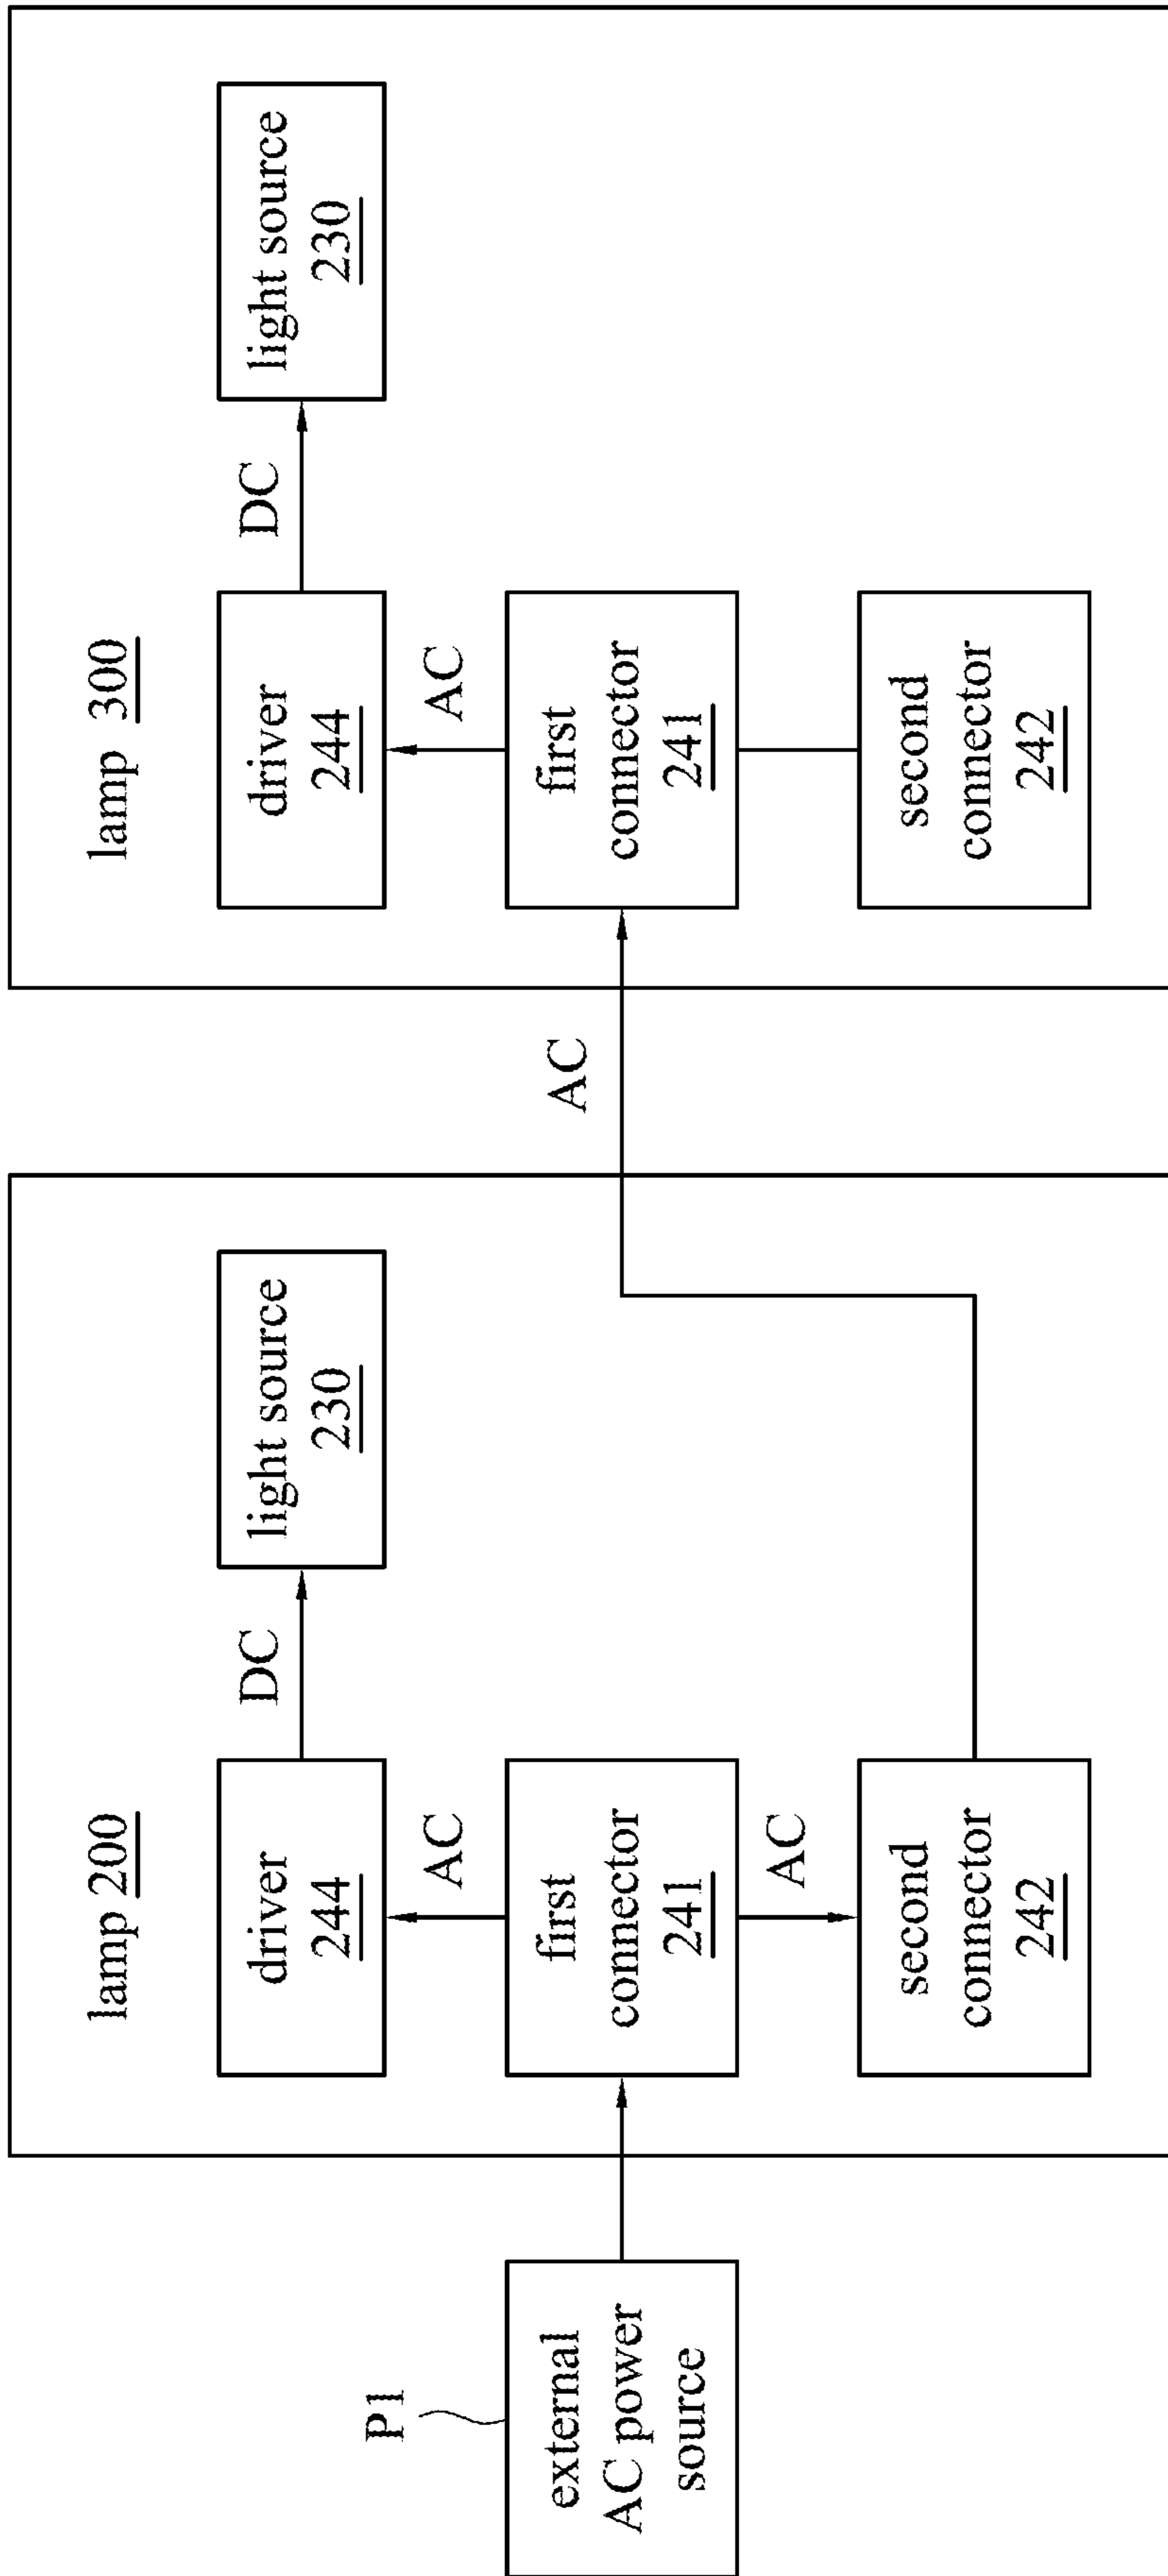 P1
external
AC power
source
lamp 200
driver
244
DC
light source
230
AC
first
connector
241
AC
second
connector
242
AC
lamp 300
driver
244
DC
light source
230
AC
first
connector
241
second
connector
242